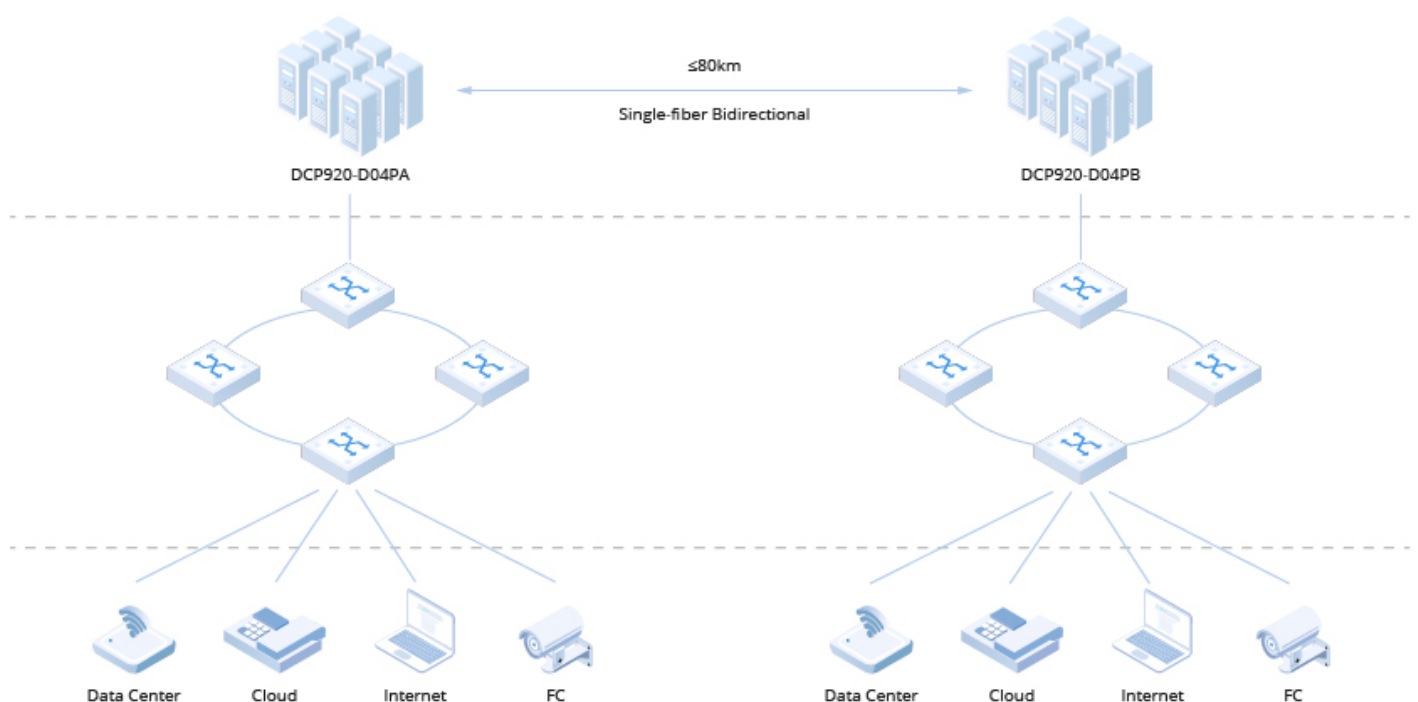 ≤80km
Single-fiber Bidirectional
DCP920-D04PA
DCP920-D04PB
Data Center
Cloud
Internet
FC
Data Center
Cloud
Internet
FC